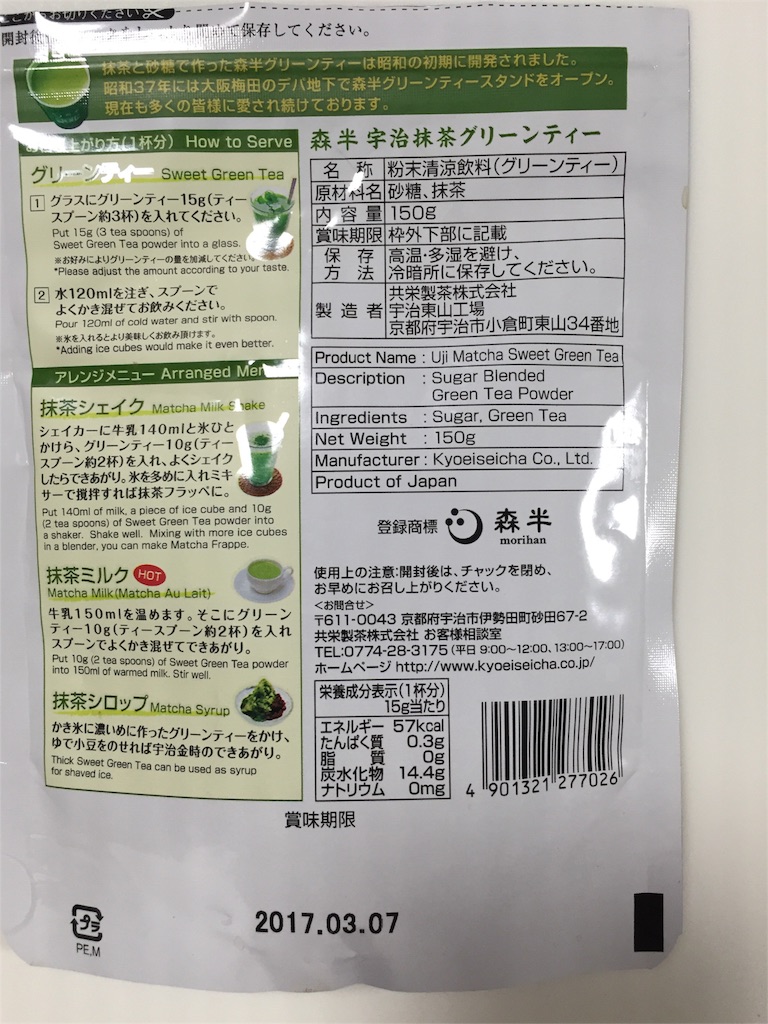 お切りください
開封後
保存してください。
抹茶と砂糖で作った森半グリーンティーは昭和の初期に開発されました。
昭和37年には大阪梅田のデパ地下で森半グリーンティースタンドをオープン。
現在も多くの皆様に愛され続けております。
上がり方(1杯分) How to Serve
グリーンティー Sweet Green Tea
1 グラスにグリーンティー15g(ティー
スプーン約3杯)を入れてください。
Put 15g (3 tea spoons) of
Sweet Green Tea powder into a glass.
※お好みによりグリーンティーの量を加減してください。
*Please adjust the amount according to your taste.
2 水120mlを注ぎ、スプーンで
よくかき混ぜてお飲みください。
Pour 120ml of cold water and stir with spoon.
※氷を入れるとより美味しくお飲み頂けます。
*Adding ice cubes would make it even better.
アレンジメニュー Arranged Men
抹茶シェイク Matcha Milk Shake
シェイカーに牛乳140mlと氷ひと
かけら、グリーンティー10g(ティー
スプーン約2杯)を入れ、よくシェイク
したらできあがり。氷を多めに入れミキ
サーで撹拌すれば抹茶フラッペに。
Put 140ml of milk, a piece of ice cube and 10g
(2 tea spoons) of Sweet Green Tea powder into
a shaker. Shake well. Mixing with more ice cubes
in a blender, you can make Matcha Frappe.
抹茶ミルク HOT
Matcha Milk(Matcha Au Lait)
牛乳150mlを温めます。そこにグリーン
ティー10g(ティースプーン約2杯)を入れ
スプーンでよくかき混ぜてできあがり。
Put 10g (2 tea spoons) of Sweet Green Tea powder
into 150ml of warmed milk. Stir well.
抹茶シロップ Matcha Syrup
かき氷に濃いめに作ったグリーンティーをかけ、
ゆで小豆をのせれば宇治金時のできあがり。
Thick Sweet Green Tea can be used as syrup
for shaved ice.
森半 宇治抹茶グリーンティー
名称 粉末清涼飲料(グリーンティー)
原材料名 砂糖、抹茶
内容量 150g
賞味期限 枠外下部に記載
保存方法 高温・多湿を避け、
冷暗所に保存してください。
製造者 共栄製茶株式会社
宇治東山工場
京都府宇治市小倉町東山34番地
Product Name : Uji Matcha Sweet Green Tea
Description : Sugar Blended
Green Tea Powder
Ingredients : Sugar, Green Tea
Net Weight : 150g
Manufacturer : Kyoeiseicha Co., Ltd.
Product of Japan
登録商標 森半
morihan
使用上の注意:開封後は、チャックを閉め、
お早めにお召し上がりください。
<お問合せ>
〒611-0043 京都府宇治市伊勢田町砂田67-2
共栄製茶株式会社 お客様相談室
TEL:0774-28-3175 (平日 9:00~12:00、13:00~17:00)
ホームページ http://www.kyoeiseicha.co.jp/
栄養成分表示(1杯分)
15g当たり
エネルギー 57kcal
たんぱく質 0.3g
脂質 0g
炭水化物 14.4g
ナトリウム 0mg
4 901321 277026
賞味期限
2017.03.07
プラ
PE,M